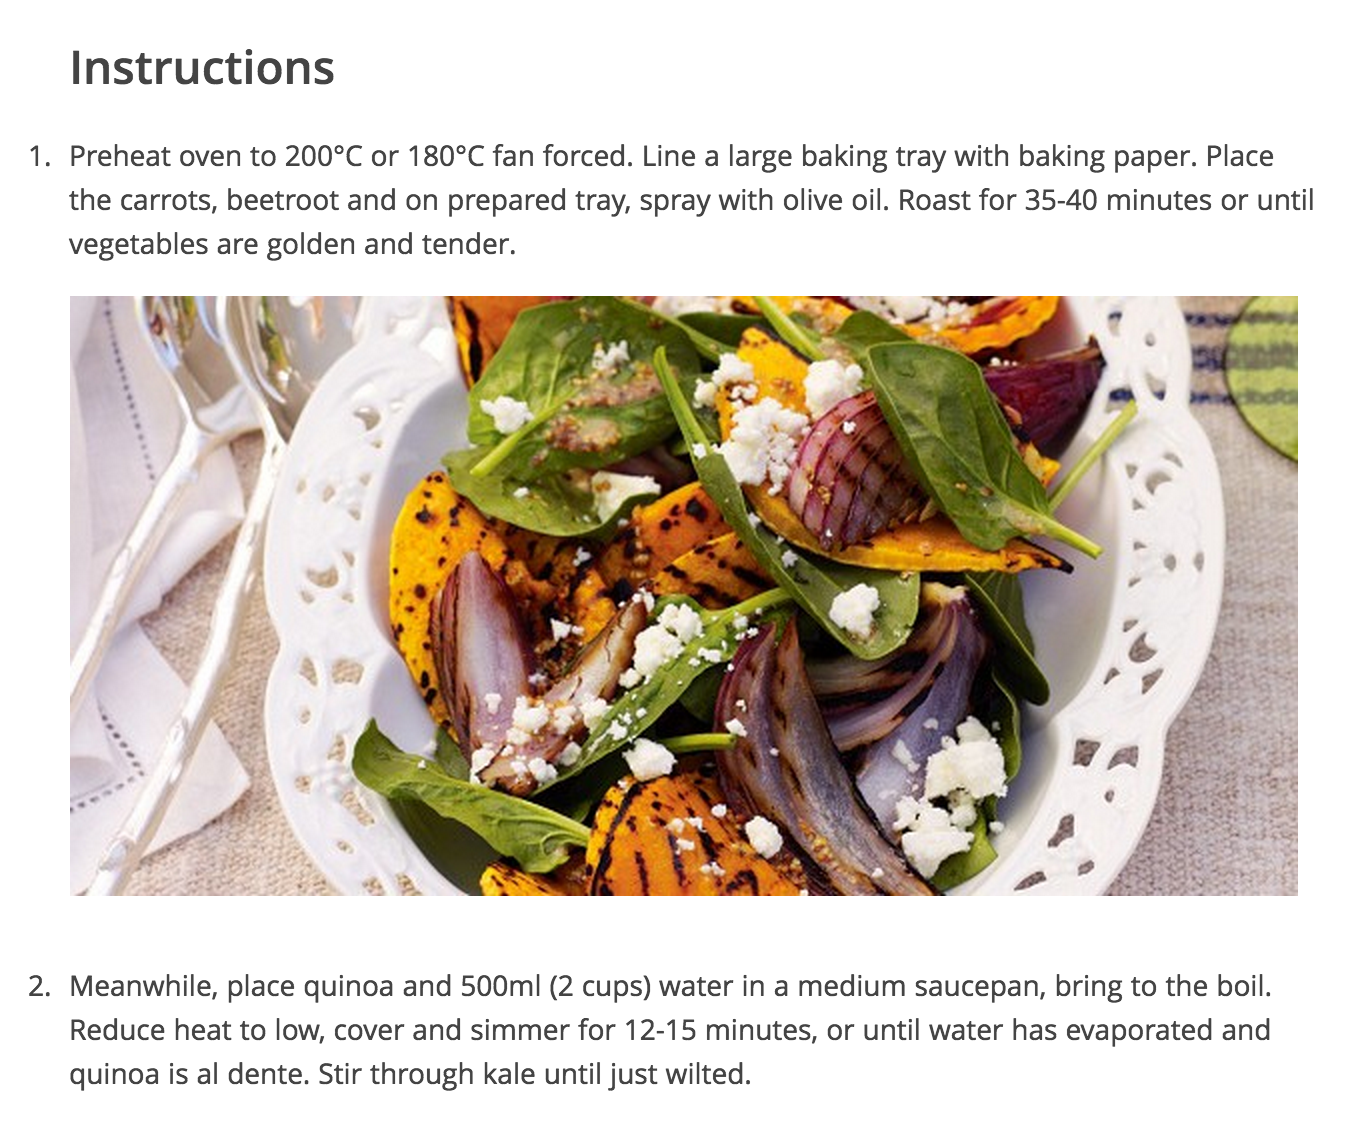 Instructions
1. Preheat oven to 200°C or 180°C fan forced. Line a large baking tray with baking paper. Place
the carrots, beetroot and on prepared tray, spray with olive oil. Roast for 35-40 minutes or until
vegetables are golden and tender.
2. Meanwhile, place quinoa and 500ml (2 cups) water in a medium saucepan, bring to the boil.
Reduce heat to low, cover and simmer for 12-15 minutes, or until water has evaporated and
quinoa is al dente. Stir through kale until just wilted.